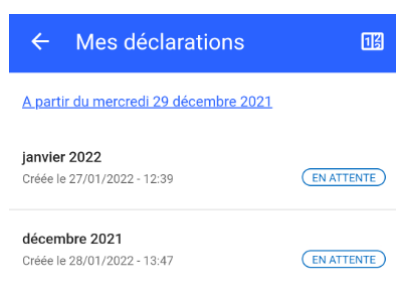 Mes déclarations
A partir du mercredi 29 décembre 2021
janvier 2022
Créée le 27/01/2022 - 12:39
EN ATTENTE
décembre 2021
Créée le 28/01/2022 - 13:47
EN ATTENTE